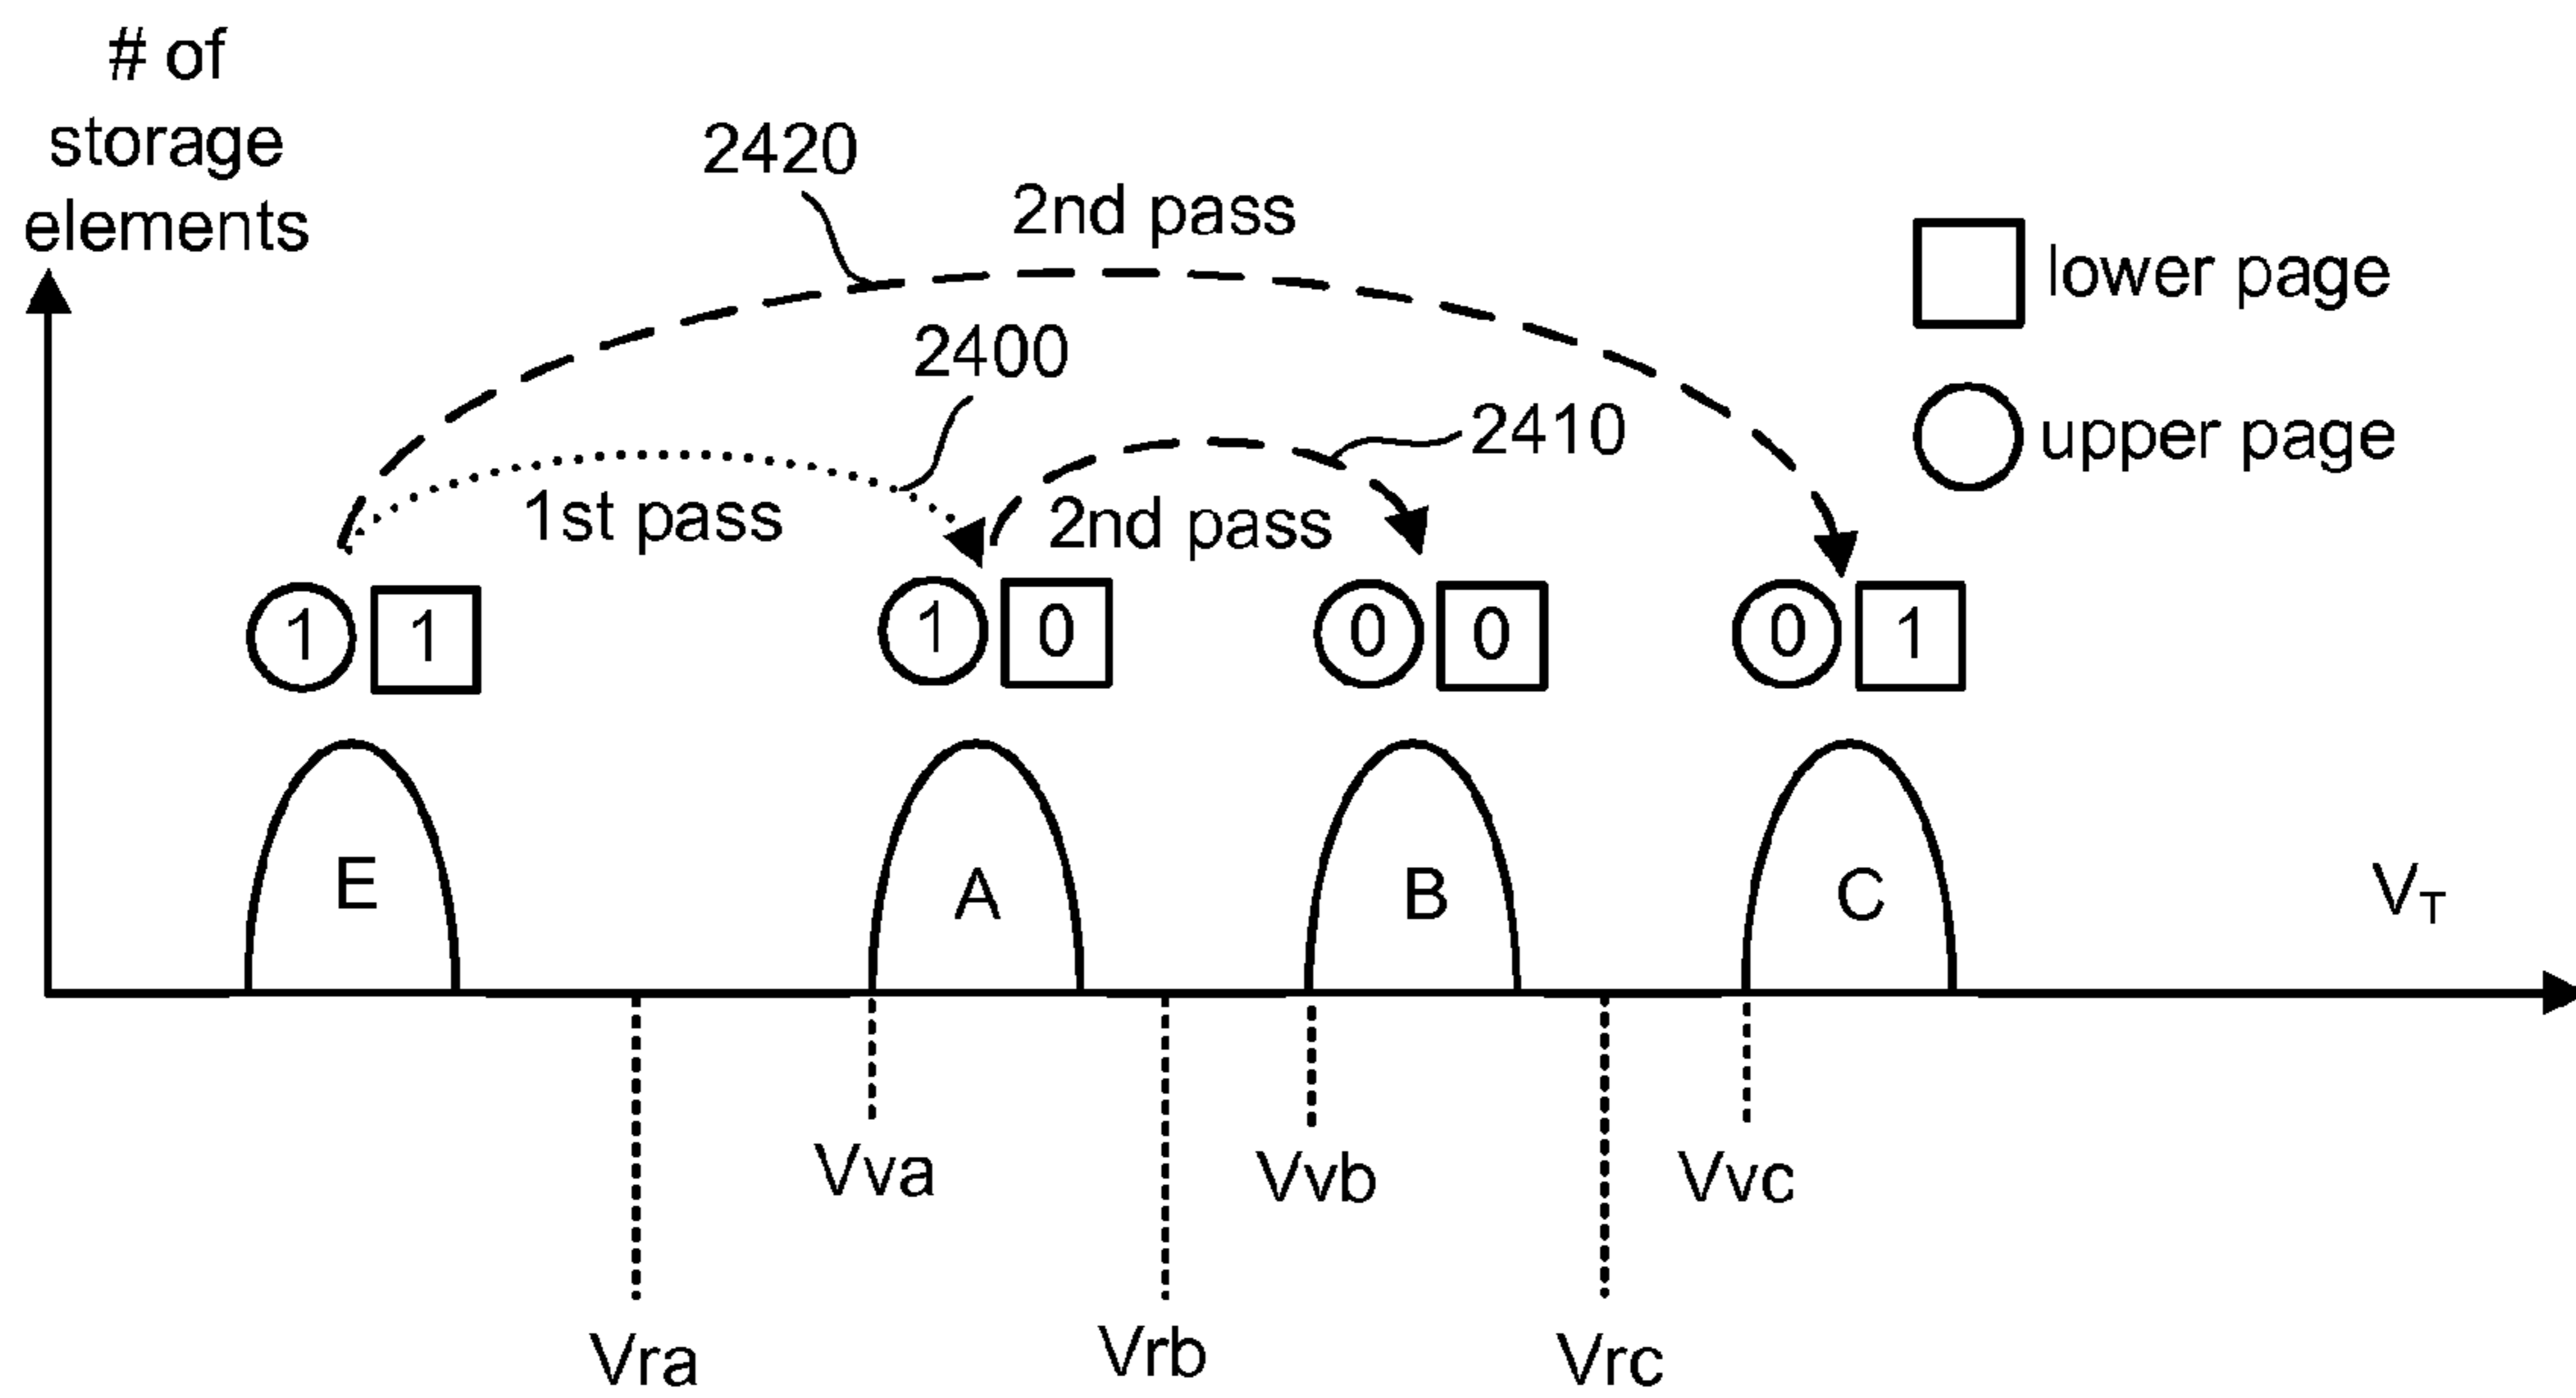 # of
storage
elements
2420
2nd pass
lower page
2400
2410
upper page
1st pass
2nd pass
1 1
1 0
0 0
0 1
E
A
B
C
VT
Vva
Vvb
Vvc
Vra
Vrb
Vrc